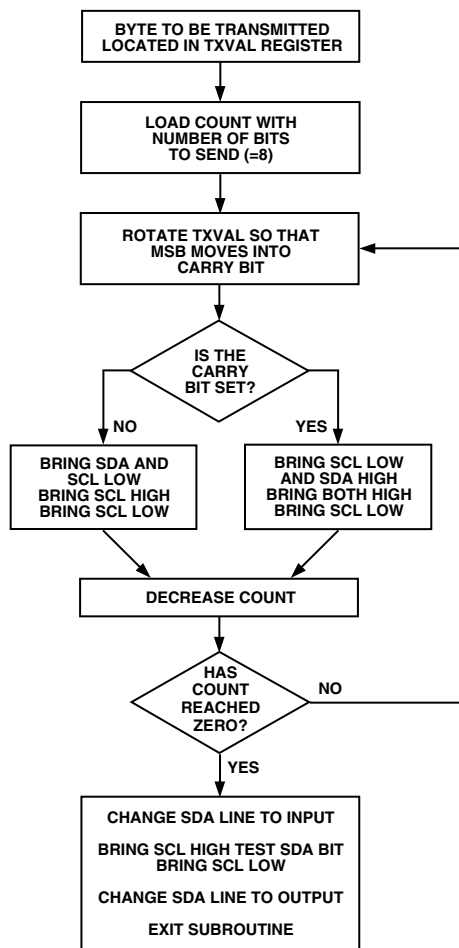 BYTE TO BE TRANSMITTED
LOCATED IN TXVAL REGISTER
LOAD COUNT WITH
NUMBER OF BITS
TO SEND (=8)
ROTATE TXVAL SO THAT
MSB MOVES INTO
CARRY BIT
IS THE
CARRY
BIT SET?
NO
YES
BRING SDA AND
SCL LOW
BRING SCL HIGH
BRING SCL LOW
BRING SCL LOW
AND SDA HIGH
BRING BOTH HIGH
BRING SCL LOW
DECREASE COUNT
HAS
COUNT
REACHED
ZERO?
NO
YES
CHANGE SDA LINE TO INPUT
BRING SCL HIGH TEST SDA BIT
BRING SCL LOW
CHANGE SDA LINE TO OUTPUT
EXIT SUBROUTINE